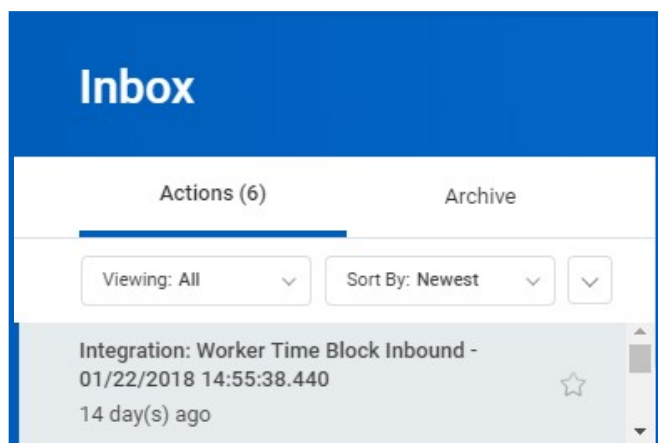 Inbox
Actions (6)
Archive
Viewing: All
Sort By: Newest
Integration: Worker Time Block Inbound -
01/22/2018 14:55:38.440
14 day(s) ago